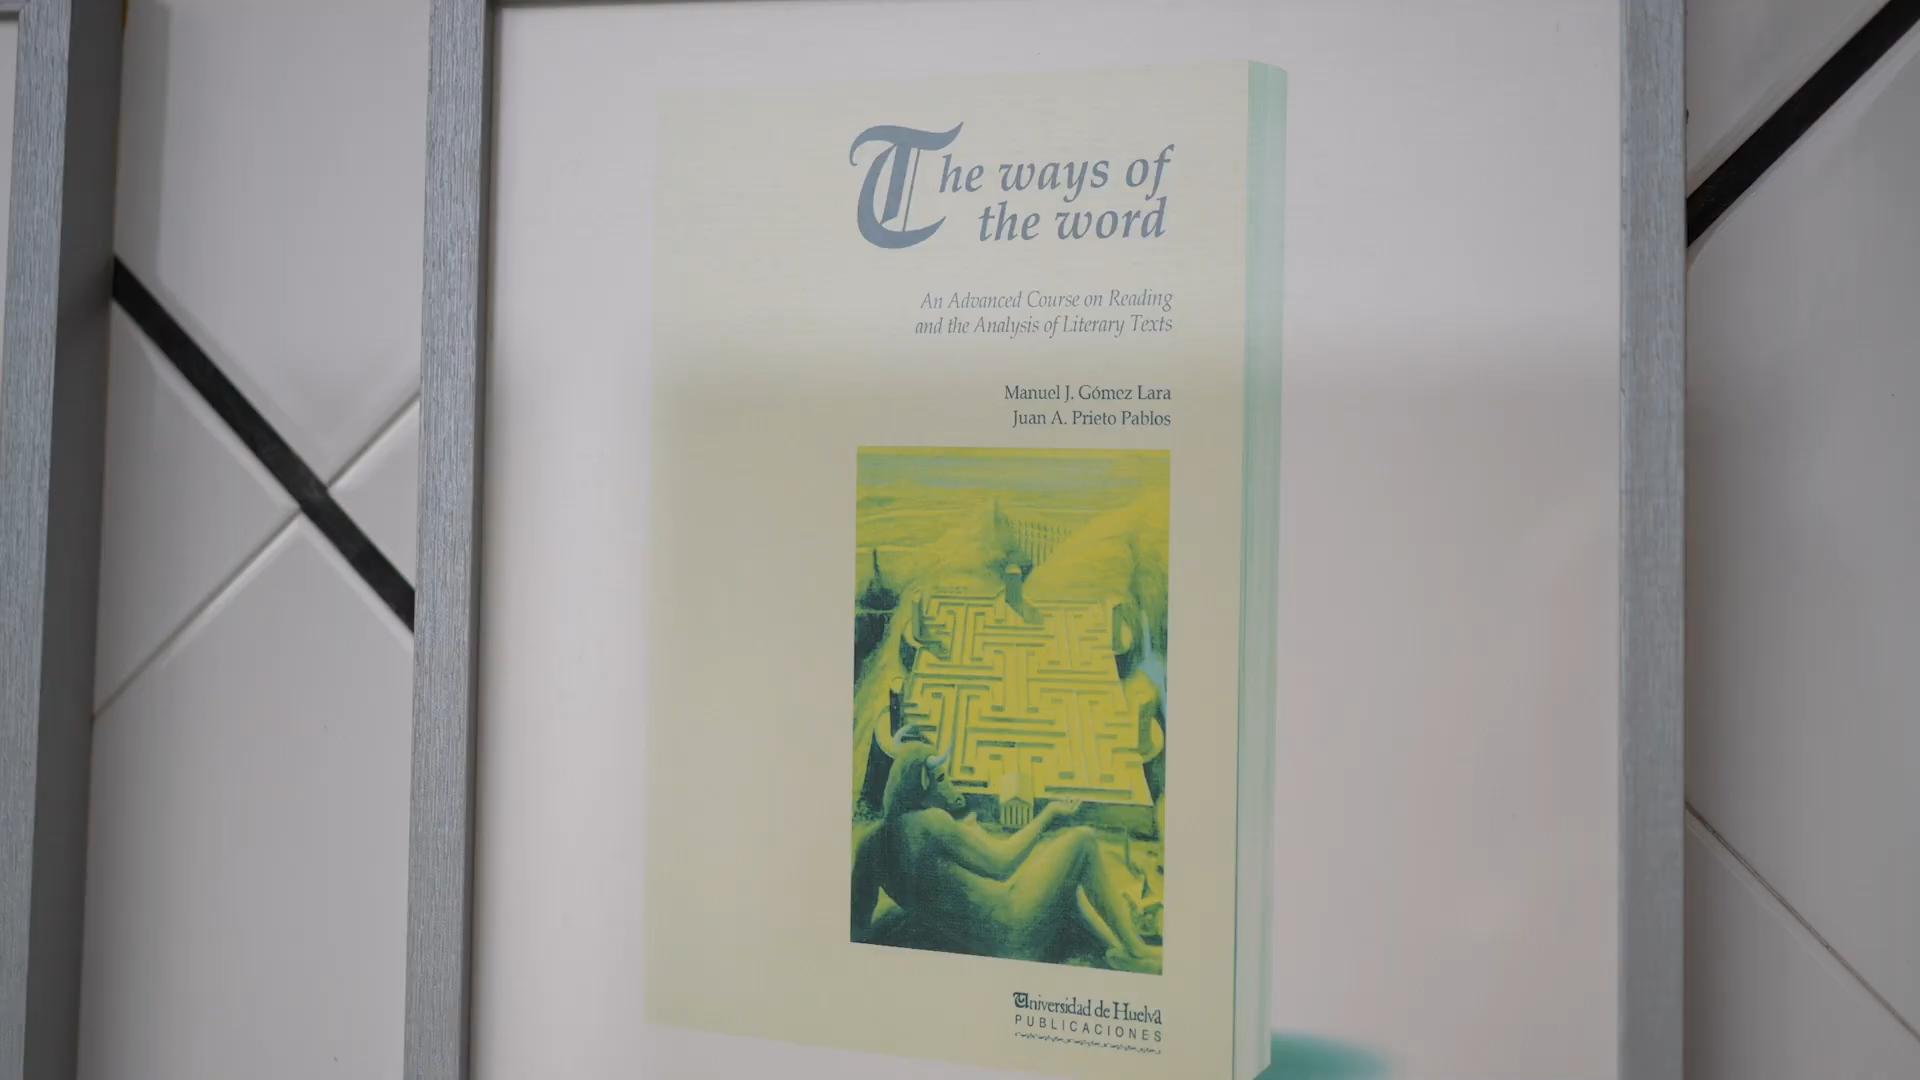 The ways of
the word
An Advanced Course on Reading
and the Analysis of Literary Texts
Manuel J. Gómez Lara
Juan A. Prieto Pablos
Universidad de Huelva
PUBLICACIONES